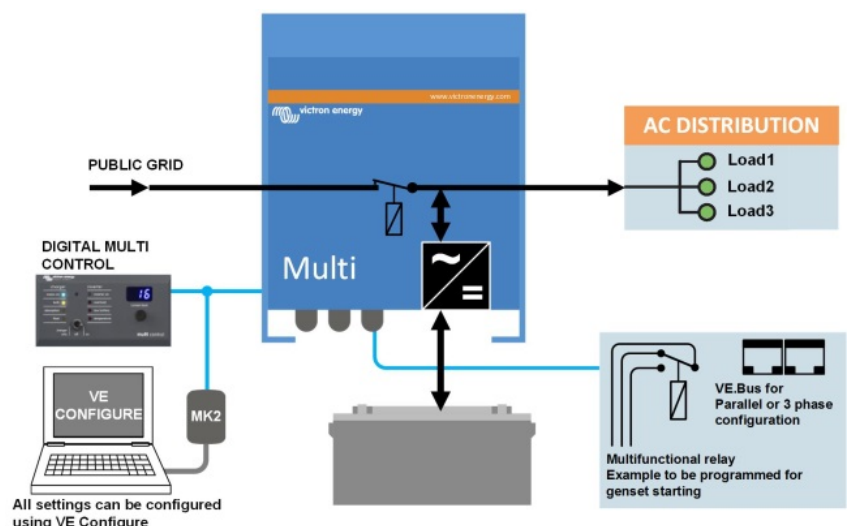 www.victronenergy.com
victron energy
AC DISTRIBUTION
PUBLIC GRID
Load1
Load2
Load3
DIGITAL MULTI
CONTROL
Multi
16
multi control
VE
CONFIGURE
MK2
VE.Bus for
Parallel or 3 phase
configuration
Multifunctional relay
Example to be programmed for
genset starting
All settings can be configured
using VE Configure